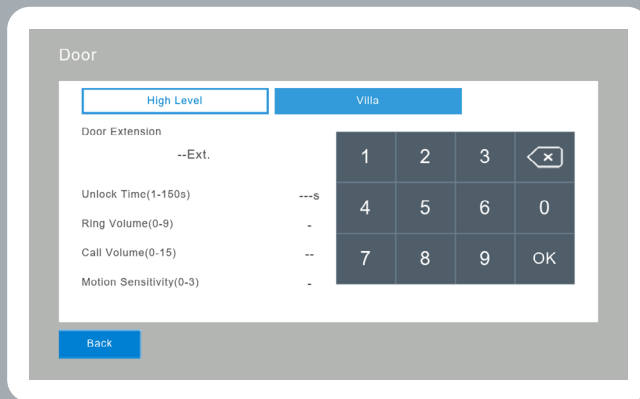 Door
High Level
Villa
Door Extension
--Ext.
Unlock Time(1-150s) ---s
Ring Volume(0-9) -
Call Volume(0-15) --
Motion Sensitivity(0-3) -
1 2 3
4 5 6 0
7 8 9 OK
Back